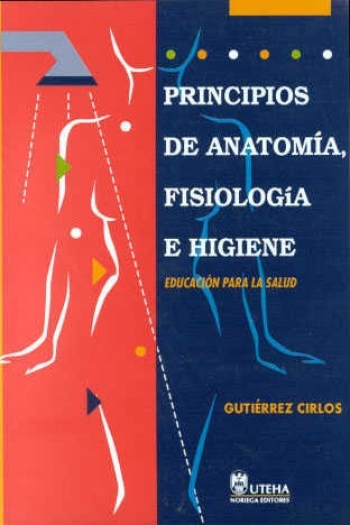 PRINCIPIOS
DE ANATOMÍA,
FISIOLOGíA
E HIGIENE
EDUCACIÓN PARA LA SALUD
GUTIÉRREZ CIRLOS
UTEHA
NORIEGA EDITORES